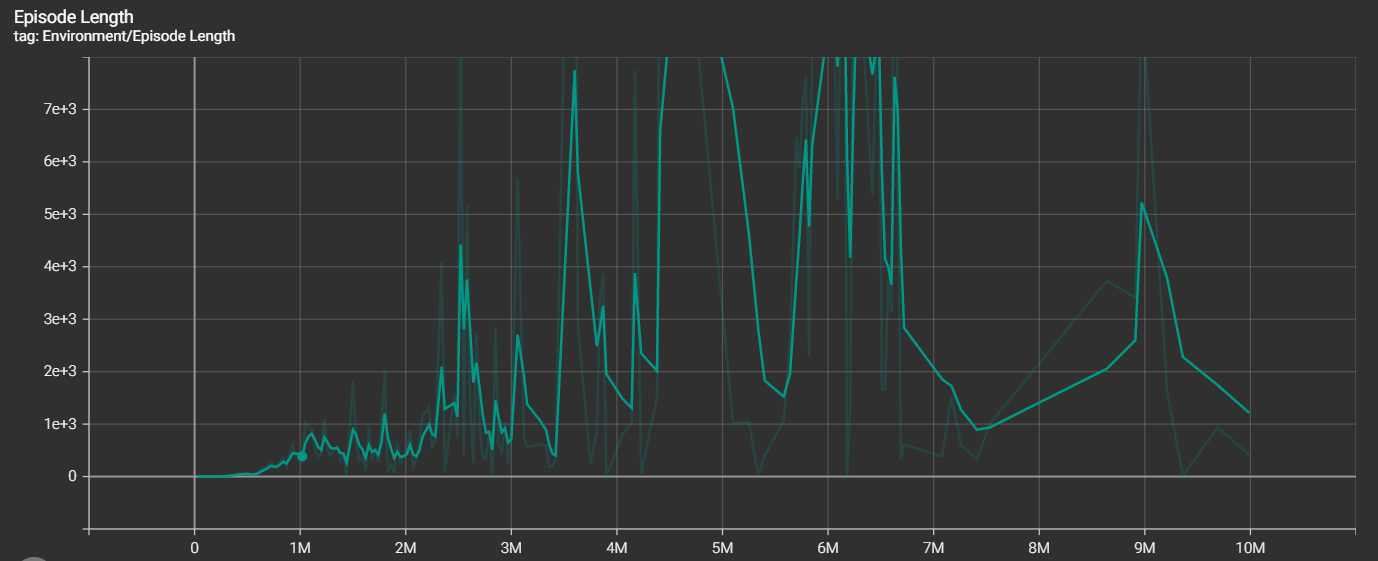 Episode Length
tag: Environment/Episode Length
7e+3
6e+3
5e+3
4e+3
3e+3
2e+3
1e+3
0
0 1M 2M 3M 4M 5M 6M 7M 8M 9M 10M